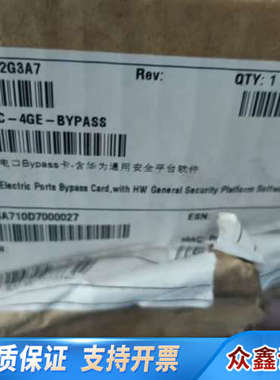 2G3A7 Rev: QTY: 1
C-4GE-BYPASS
电口Bypass卡-含华为通用安全平台软件
Electric Ports Bypass Card,with HW General Security Platform Softw
A710D7000027 ESN:
质保证 支持开票 众鑫